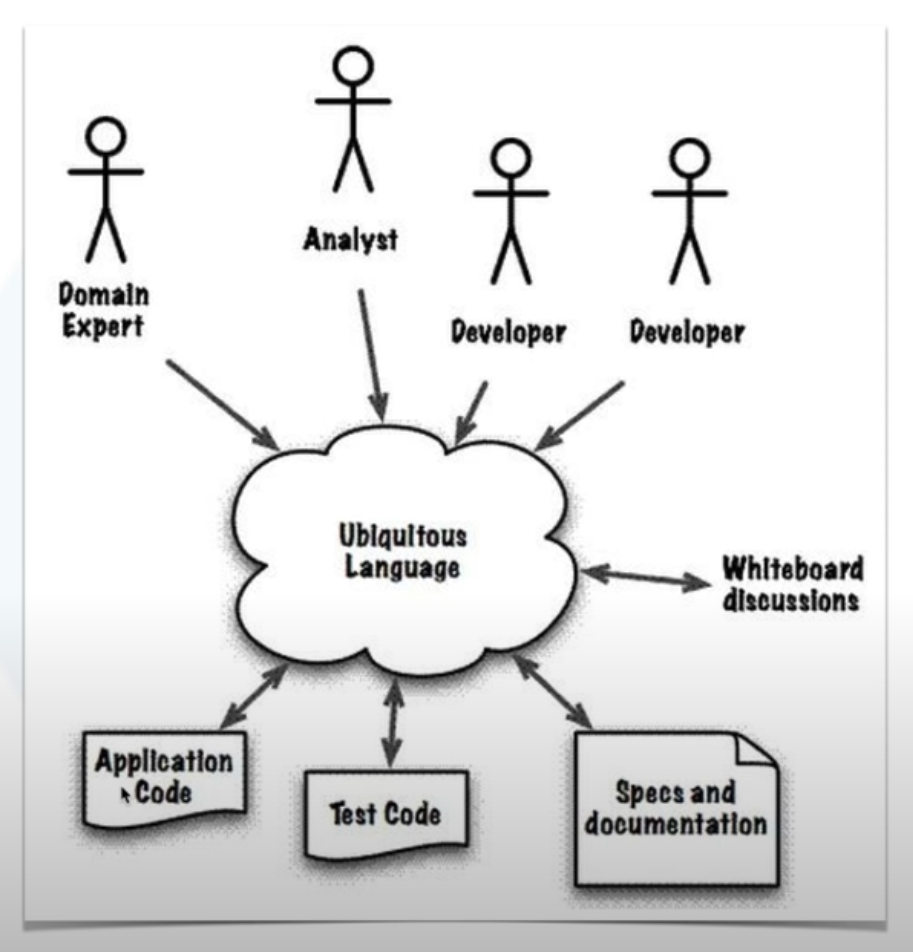 Analyst
Domain
Expert
Developer
Developer
Ubiquitous
Language
Whiteboard
discussions
Application
Code
Test Code
Specs and
documentation